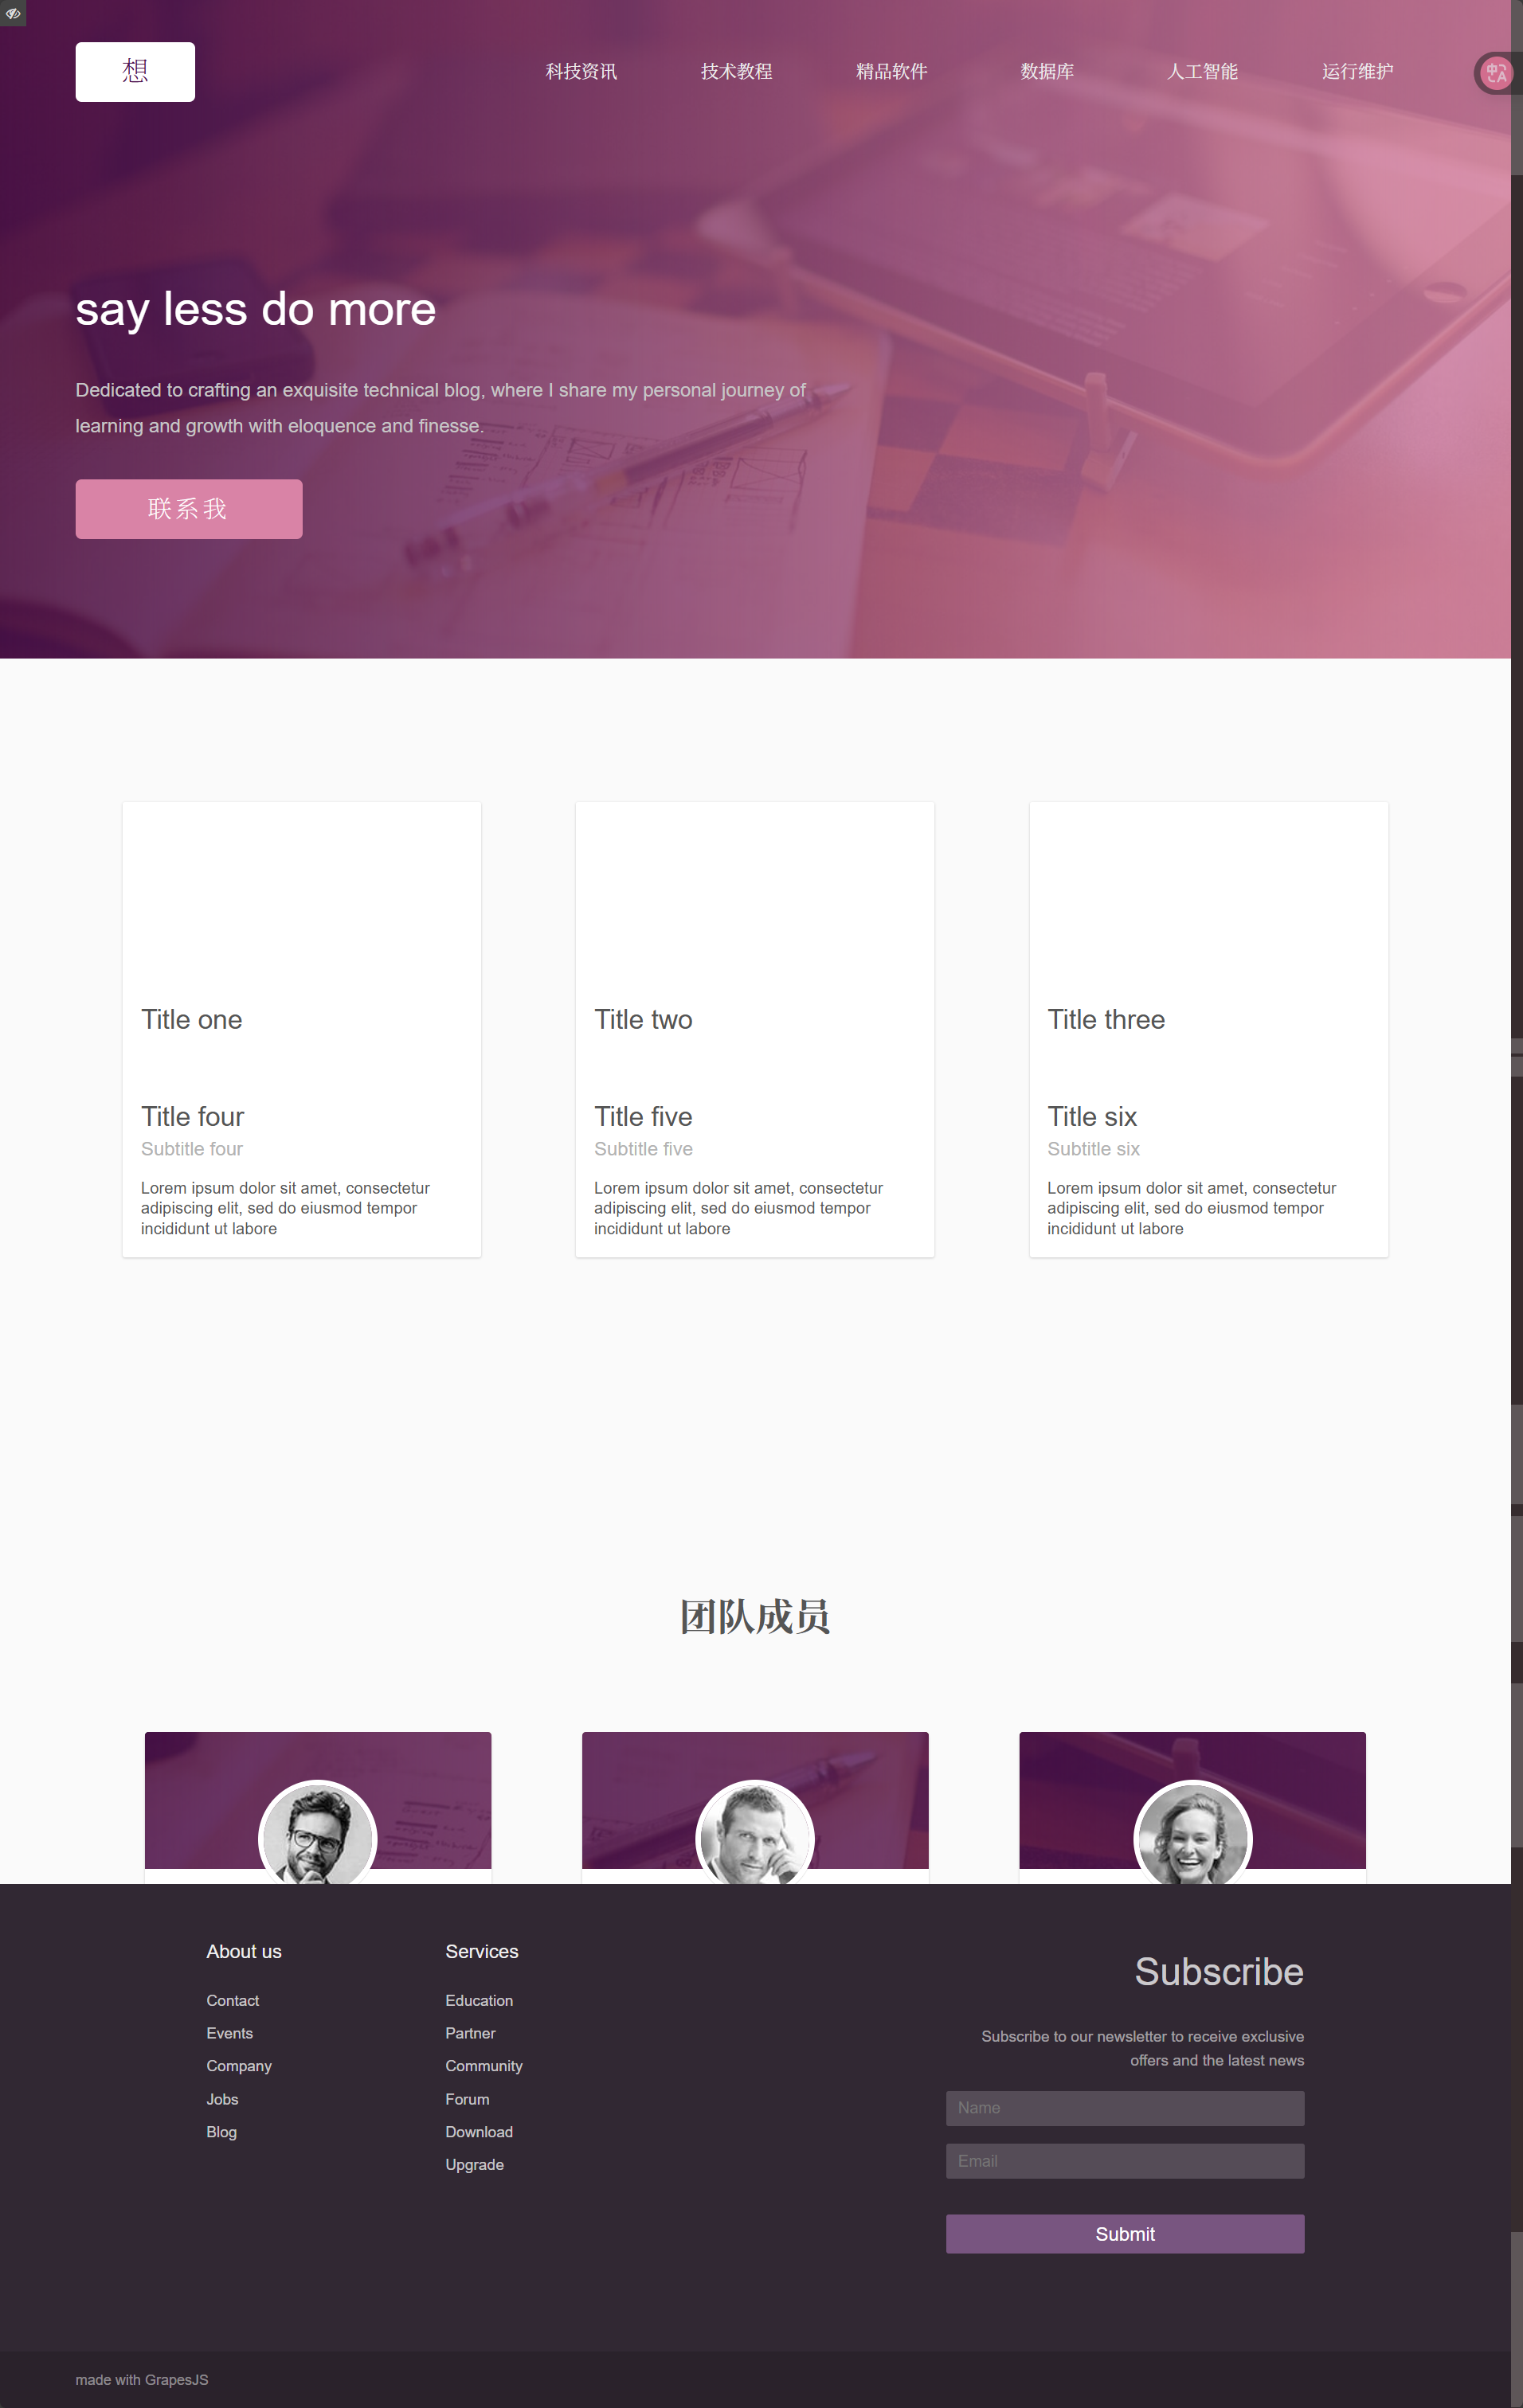 想
科技资讯 技术教程 精品软件 数据库 人工智能 运行维护
中A
say less do more
Dedicated to crafting an exquisite technical blog, where I share my personal journey of
learning and growth with eloquence and finesse.
联系我
Title one
Title four
Subtitle four
Lorem ipsum dolor sit amet, consectetur
adipiscing elit, sed do eiusmod tempor
incididunt ut labore
Title two
Title five
Subtitle five
Lorem ipsum dolor sit amet, consectetur
adipiscing elit, sed do eiusmod tempor
incididunt ut labore
Title three
Title six
Subtitle six
Lorem ipsum dolor sit amet, consectetur
adipiscing elit, sed do eiusmod tempor
incididunt ut labore
团队成员
About us
Contact
Events
Company
Jobs
Blog
Services
Education
Partner
Community
Forum
Download
Upgrade
Subscribe
Subscribe to our newsletter to receive exclusive
offers and the latest news
Name
Email
Submit
made with GrapesJS